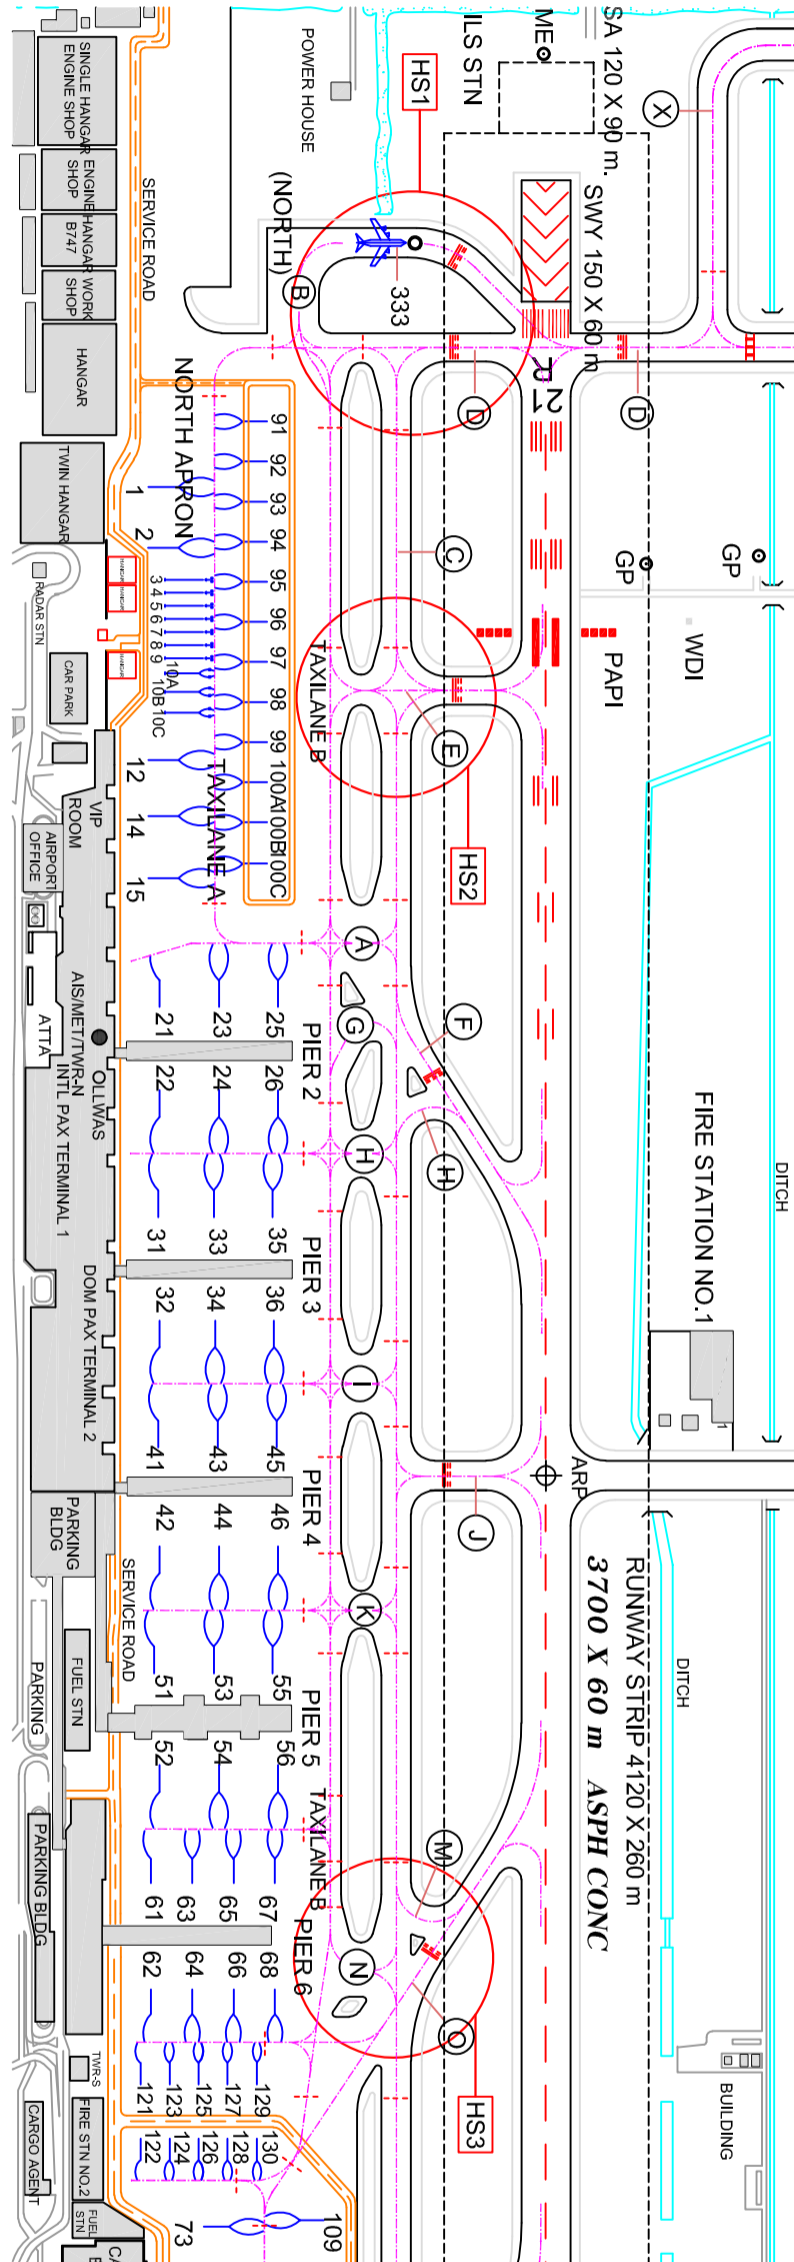 SA 120 X 90 m.
ME
ILS STN
POWER HOUSE
HS1
X
SWY 150 X 60 m
(NORTH)
B
333
SINGLE HANGAR
ENGINE SHOP
ENGINE
SHOP
HANGAR
B747
WORK
SHOP
HANGAR
TWIN HANGAR
SERVICE ROAD
NORTH APRON
D
D
21
C
GP
GP
WDI
PAPI
91
92
93
94
95
96
97
98
99
100A
100B
100C
1
2
3
4
5
6
7
8
9
10A
10B
10C
12
14
15
HANGAR
HANGAR
HANGAR
RADAR STN
CAR PARK
TAXILANE B
TAXILANE A
E
HS2
VIP
ROOM
AIRPORT
OFFICE
ATTA
AIS/MET/TWR-N
OLLWAS
INTL PAX TERMINAL 1
DOM PAX TERMINAL 2
A
G
F
H
H
21
23
25
PIER 2
22
24
26
31
33
35
PIER 3
32
34
36
I
41
43
45
PIER 4
42
44
46
FIRE STATION NO.1
DITCH
ARP
J
K
RUNWAY STRIP 4120 X 260 m
3700 X 60 m ASPH CONC
DITCH
PARKING
BLDG
SERVICE ROAD
FUEL STN
PARKING
PARKING BLDG
51
53
55
PIER 5
52
54
56
TAXILANE B
M
61
63
65
67
PIER 6
62
64
66
68
N
O
HS3
121
123
125
127
129
122
124
126
128
130
TWR-S
FIRE STN NO.2
CARGO AGENT
FUEL
STN
BUILDING
73
109